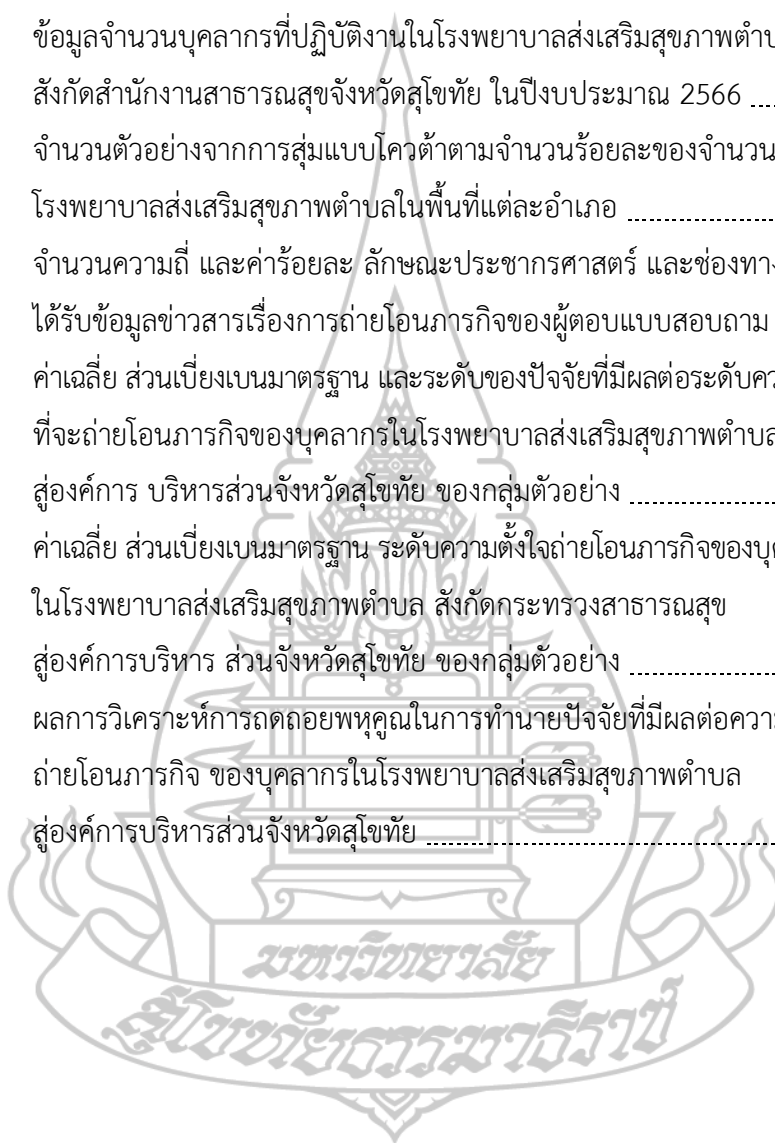 ข้อมูลจำนวนบุคลากรที่ปฏิบัติงานในโรงพยาบาลส่งเสริมสุขภาพตำบ
สังกัดสำนักงานสาธารณสุขจังหวัดสุโขทัย ในปีงบประมาณ 2566
จำนวนตัวอย่างจากการสุ่มแบบโควต้าตามจำนวนร้อยละของจำนวน
โรงพยาบาลส่งเสริมสุขภาพตำบลในพื้นที่แต่ละอำเภอ
จำนวนความถี่ และค่าร้อยละ ลักษณะประชากรศาสตร์ และช่องทาง
ได้รับข้อมูลข่าวสารเรื่องการถ่ายโอนภารกิจของผู้ตอบแบบสอบถาม
ค่าเฉลี่ย ส่วนเบี่ยงเบนมาตรฐาน และระดับของปัจจัยที่มีผลต่อระดับคว
ที่จะถ่ายโอนภารกิจของบุคลากรในโรงพยาบาลส่งเสริมสุขภาพตำบล
สู่องค์การ บริหารส่วนจังหวัดสุโขทัย ของกลุ่มตัวอย่าง
ค่าเฉลี่ย ส่วนเบี่ยงเบนมาตรฐาน ระดับความตั้งใจถ่ายโอนภารกิจของบุค
ในโรงพยาบาลส่งเสริมสุขภาพตำบล สังกัดกระทรวงสาธารณสุข
สู่องค์การบริหาร ส่วนจังหวัดสุโขทัย ของกลุ่มตัวอย่าง
ผลการวิเคราะห์การถดถอยพหุคูณในการทำนายปัจจัยที่มีผลต่อความ
ถ่ายโอนภารกิจ ของบุคลากรในโรงพยาบาลส่งเสริมสุขภาพตำบล
สู่องค์การบริหารส่วนจังหวัดสุโขทัย
มหาวิทยาลัย
สุโขทัยธรรมาธิราช